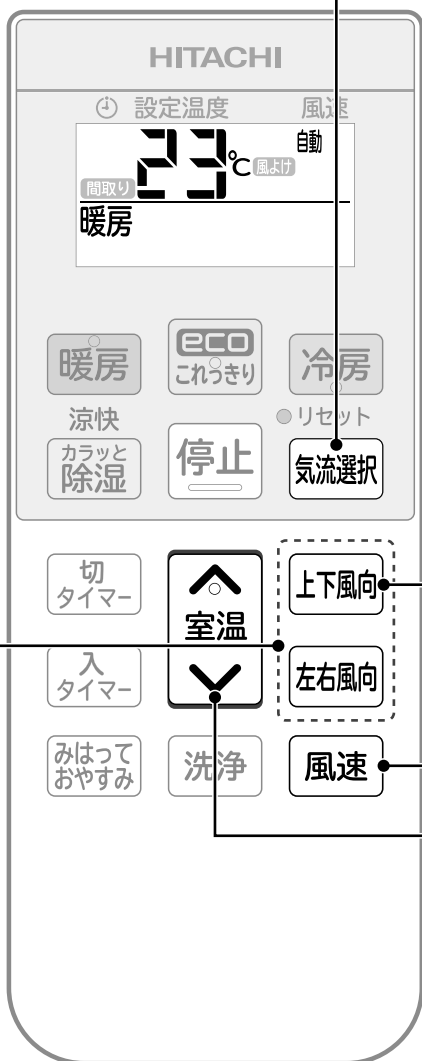 HITACHI
設定温度 風速
23℃ 風よけ 自動
間取り
暖房
暖房 eco これっきり 冷房
涼快 リセット
カラッと 除湿 停止 気流選択
切 タイマー 上下風向
室温
入 タイマー 左右風向
みはって おやすみ 洗浄 風速